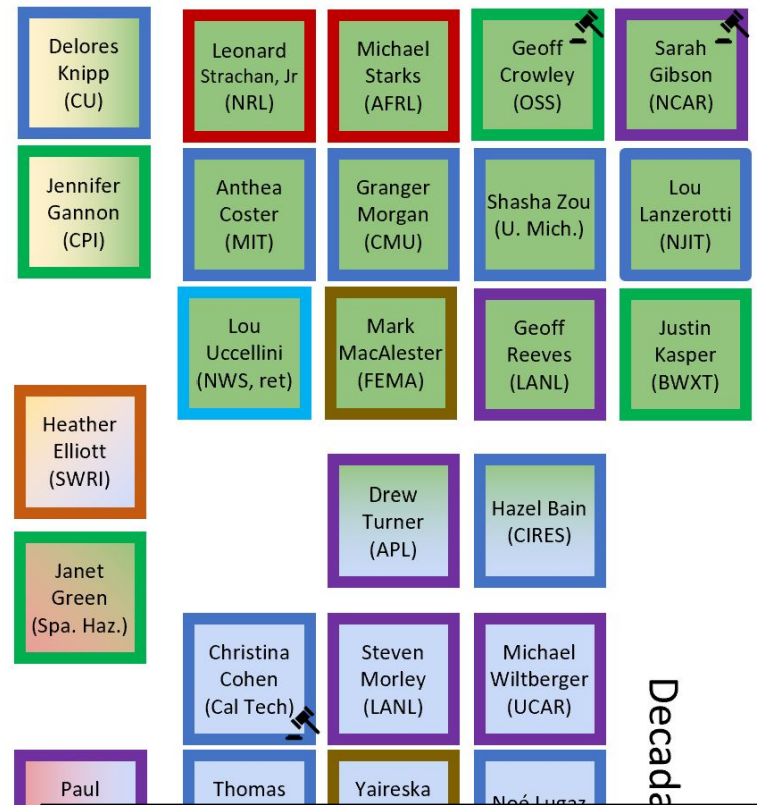 Delores
Knipp
(CU)
Leonard
Strachan, Jr
(NRL)
Michael
Starks
(AFRL)
Geoff
Crowley
(OSS)
Sarah
Gibson
(NCAR)
Jennifer
Gannon
(CPI)
Anthea
Coster
(MIT)
Granger
Morgan
(CMU)
Shasha Zou
(U. Mich.)
Lou
Lanzerotti
(NJIT)
Lou
Uccellini
(NWS, ret)
Mark
MacAlester
(FEMA)
Geoff
Reeves
(LANL)
Justin
Kasper
(BWXT)
Heather
Elliott
(SWRI)
Drew
Turner
(APL)
Hazel Bain
(CIRES)
Janet
Green
(Spa. Haz.)
Christina
Cohen
(Cal Tech)
Steven
Morley
(LANL)
Michael
Wiltberger
(UCAR)
Decada
Paul
Thomas
Yaireska
Noé Lugaz